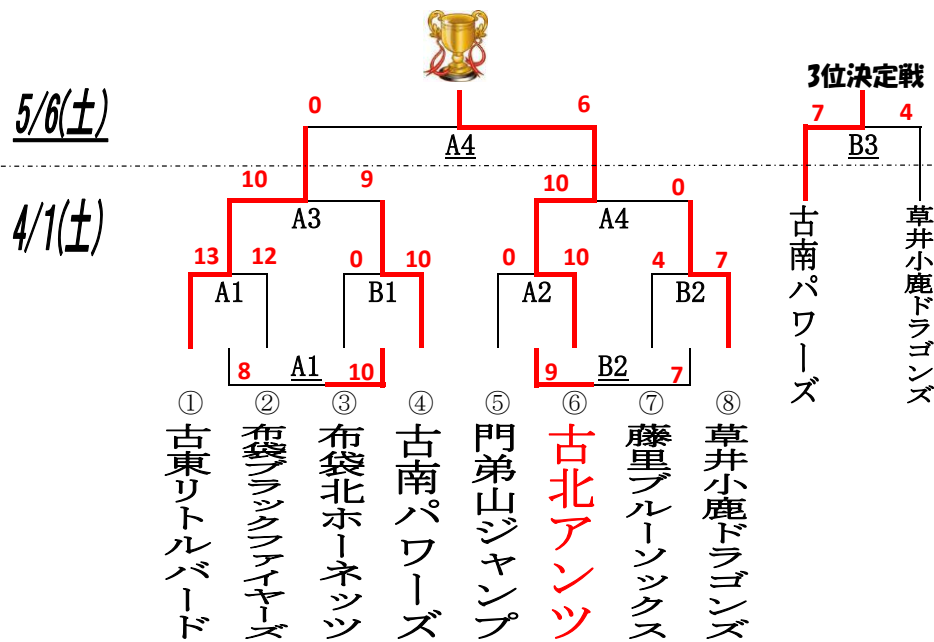 3位決定戦
5/6(土)
0
6
7
4
A4
B3
4/1(土)
10
9
10
0
A3
A4
古南パワーズ
草井小鹿ドラゴンズ
13
12
0
10
0
10
4
7
A1
B1
A2
B2
8
A1
10
9
B2
7
①
②
③
④
⑤
⑥
⑦
⑧
古東リトルバード
布袋ブラックファイヤーズ
布袋北ホーネッツ
古南パワーズ
門弟山ジャンプ
古北アンツ
藤里ブルーソックス
草井小鹿ドラゴンズ